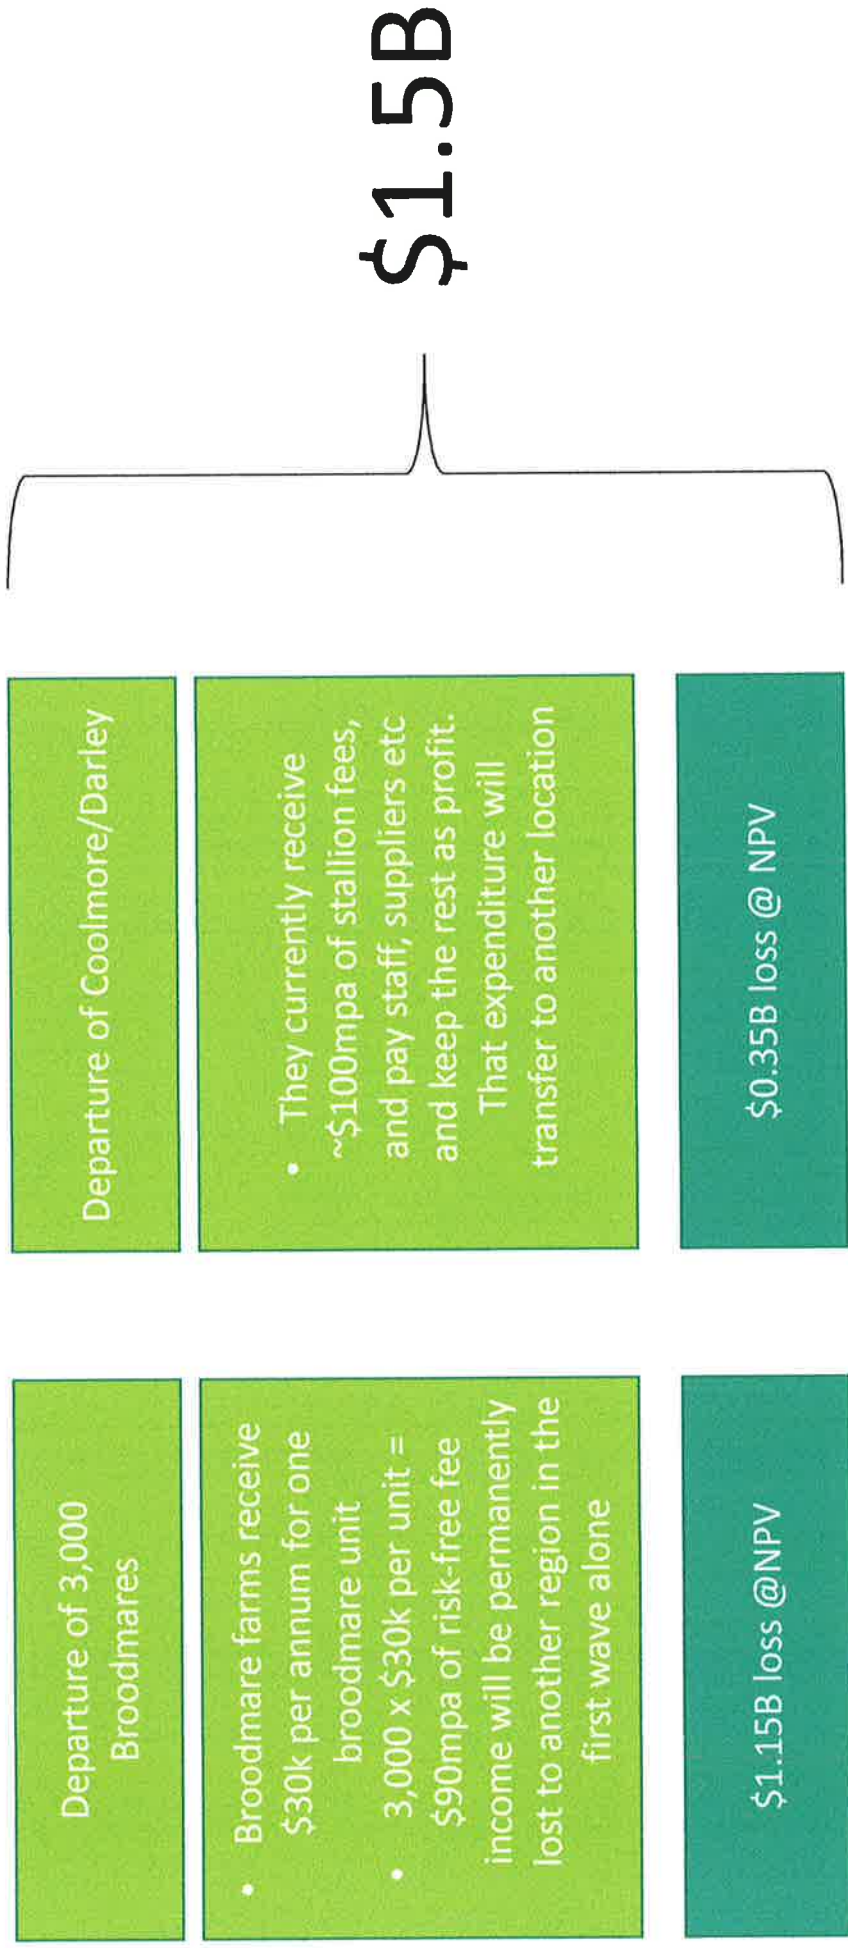 Departure of 3,000
Broodmares
• Broodmare farms receive
$30k per annum for one
broodmare unit
• 3,000 x $30k per unit =
$90mpa of risk-free fee
income will be permanently
lost to another region in the
first wave alone
$1.15B loss @NPV
Departure of Coolmore/Darley
• They currently receive
~$100mpa of stallion fees,
and pay staff, suppliers etc
and keep the rest as profit.
That expenditure will
transfer to another location
$0.35B loss @ NPV
$1.5B